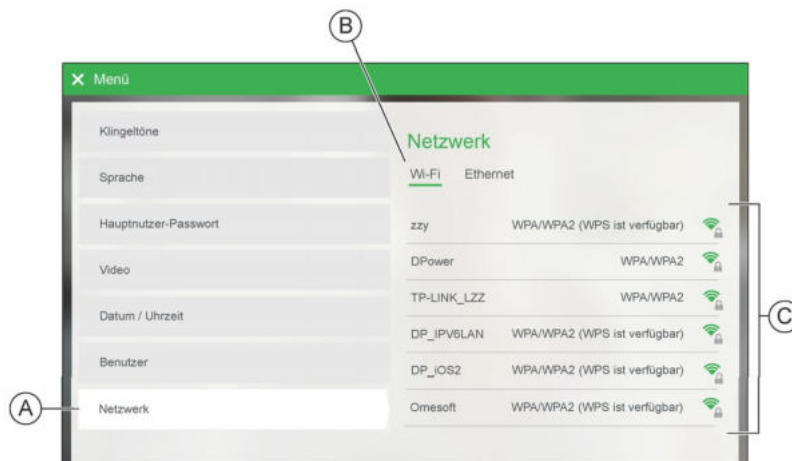 B
X Menü
Klingeltöne
Sprache
Hauptnutzer-Passwort
Video
Datum / Uhrzeit
Benutzer
A
Netzwerk
Netzwerk
Wi-Fi Ethernet
zzy WPA/WPA2 (WPS ist verfügbar)
DPower WPA/WPA2
TP-LINK_LZZ WPA/WPA2
DP_IPV6LAN WPA/WPA2 (WPS ist verfügbar)
DP_iOS2 WPA/WPA2 (WPS ist verfügbar)
Omesoft WPA/WPA2 (WPS ist verfügbar)
C